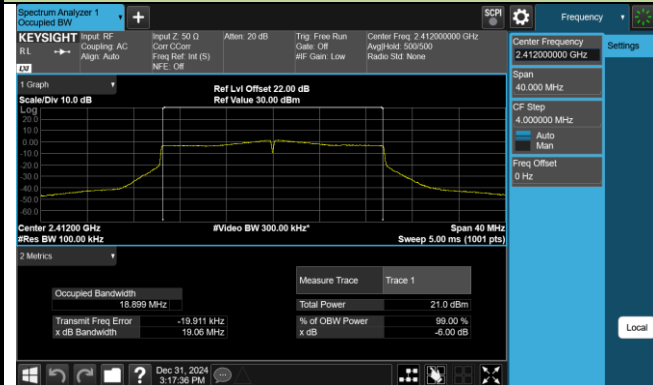 Spectrum Analyzer 1
Occupied BW
+
SCPI
Frequency
KEYSIGHT
RL
Input: RF
Coupling: AC
Align: Auto
Input Z: 50 Ω
Corr CCorr
Freq Ref: Int (S)
NFE: Off
Atten: 20 dB
Trig: Free Run
Gate: Off
#IF Gain: Low
Center Freq: 2.412000000 GHz
Avg|Hold: 500/500
Radio Std: None
1 Graph
Scale/Div 10.0 dB
Ref Lvl Offset 22.00 dB
Ref Value 30.00 dBm
Log
20.0
10.0
0.00
-10.0
-20.0
-30.0
-40.0
-50.0
-60.0
Center 2.41200 GHz
#Res BW 100.00 kHz
#Video BW 300.00 kHz*
Span 40 MHz
Sweep 5.00 ms (1001 pts)
2 Metrics
Measure Trace
Trace 1
Occupied Bandwidth
18.899 MHz
Total Power
21.0 dBm
Transmit Freq Error
-19.911 kHz
% of OBW Power
99.00 %
x dB Bandwidth
19.06 MHz
x dB
-6.00 dB
?
Dec 31, 2024
3:17:36 PM
Center Frequency
2.412000000 GHz
Settings
Span
40.000 MHz
CF Step
4.000000 MHz
Auto
Man
Freq Offset
0 Hz
Local